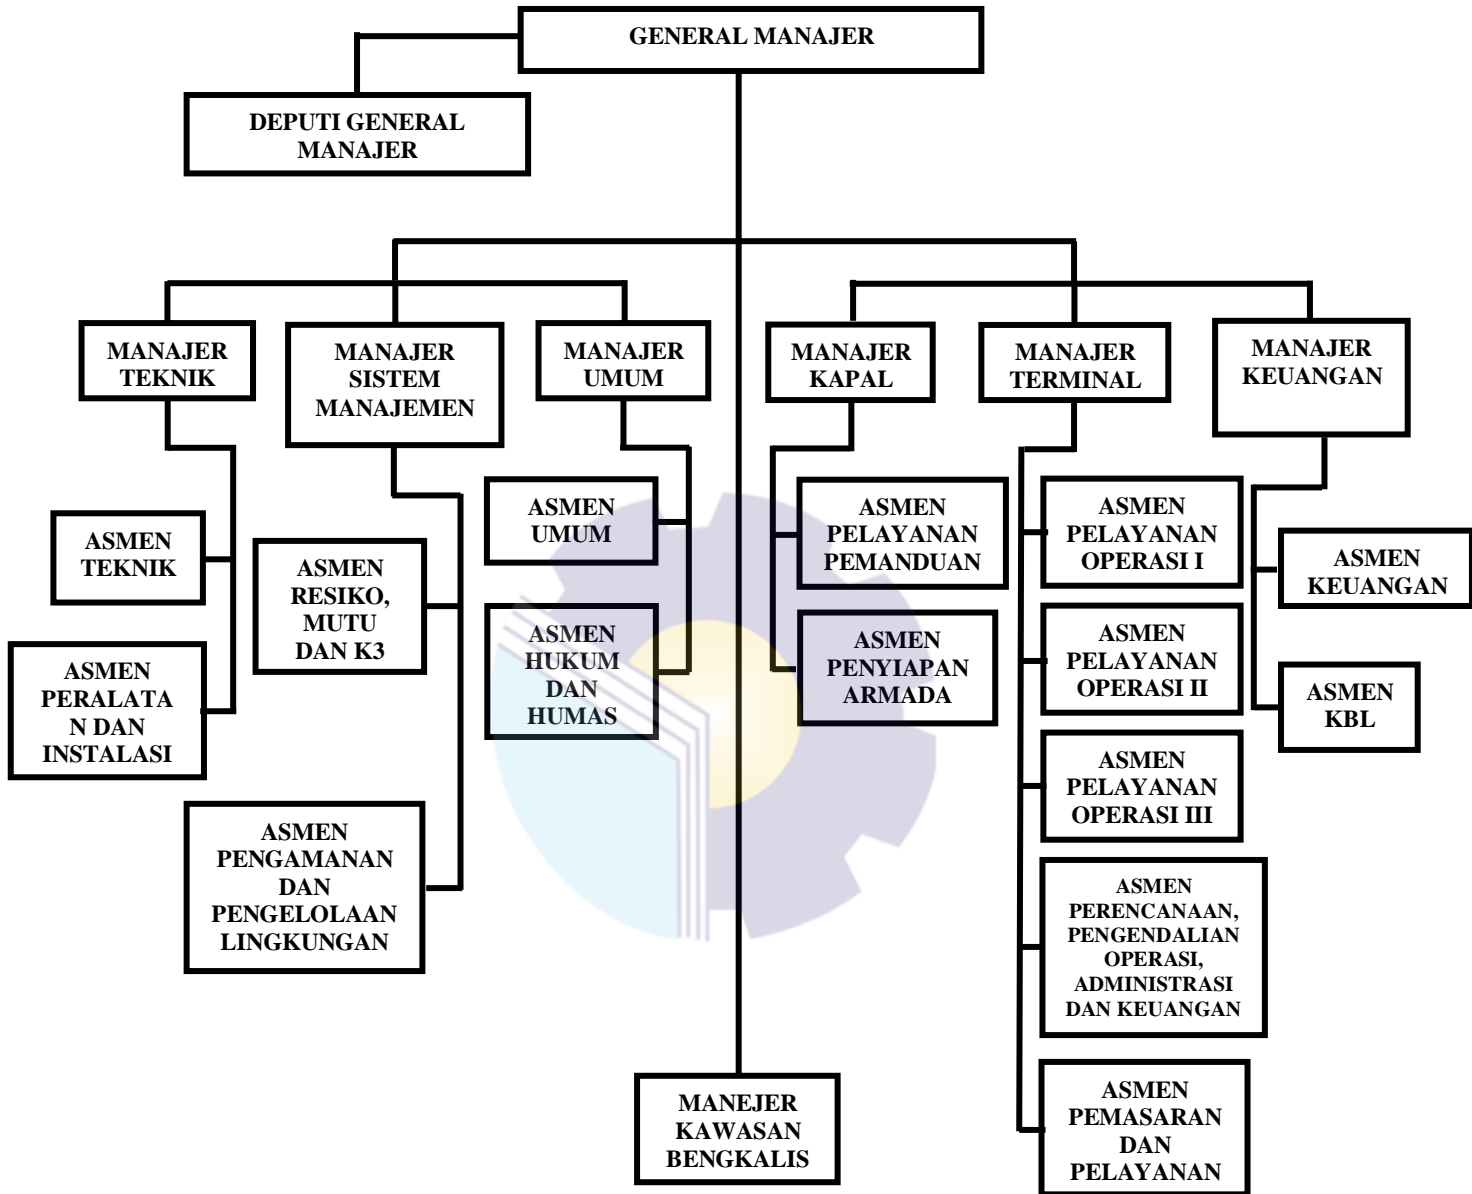 GENERAL MANAJER
DEPUTI GENERAL
MANAJER
MANAJER
TEKNIK
MANAJER
SISTEM
MANAJEMEN
MANAJER
UMUM
MANAJER
KAPAL
MANAJER
TERMINAL
MANAJER
KEUANGAN
ASMEN
TEKNIK
ASMEN
PERALATA
N DAN
INSTALASI
ASMEN
RESIKO,
MUTU
DAN K3
ASMEN
PENGAMANAN
DAN
PENGELOLAAN
LINGKUNGAN
ASMEN
UMUM
ASMEN
HUKUM
DAN
HUMAS
ASMEN
PELAYANAN
PEMANDUAN
ASMEN
PENYIAPAN
ARMADA
ASMEN
PELAYANAN
OPERASI I
ASMEN
PELAYANAN
OPERASI II
ASMEN
PELAYANAN
OPERASI III
ASMEN
PERENCANAAN,
PENGENDALIAN
OPERASI,
ADMINISTRASI
DAN KEUANGAN
ASMEN
PEMASARAN
DAN
PELAYANAN
ASMEN
KEUANGAN
ASMEN
KBL
MANEJER
KAWASAN
BENGKALIS